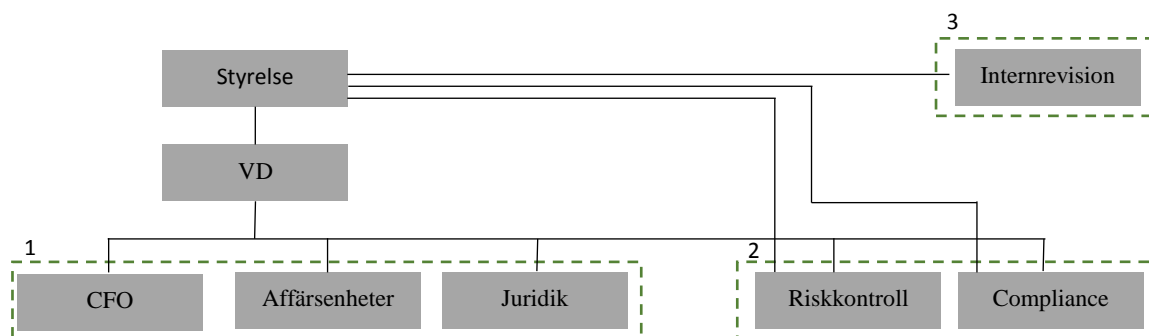 3
Styrelse
Internrevision
VD
1
2
CFO
Affärsenheter
Juridik
Riskkontroll
Compliance